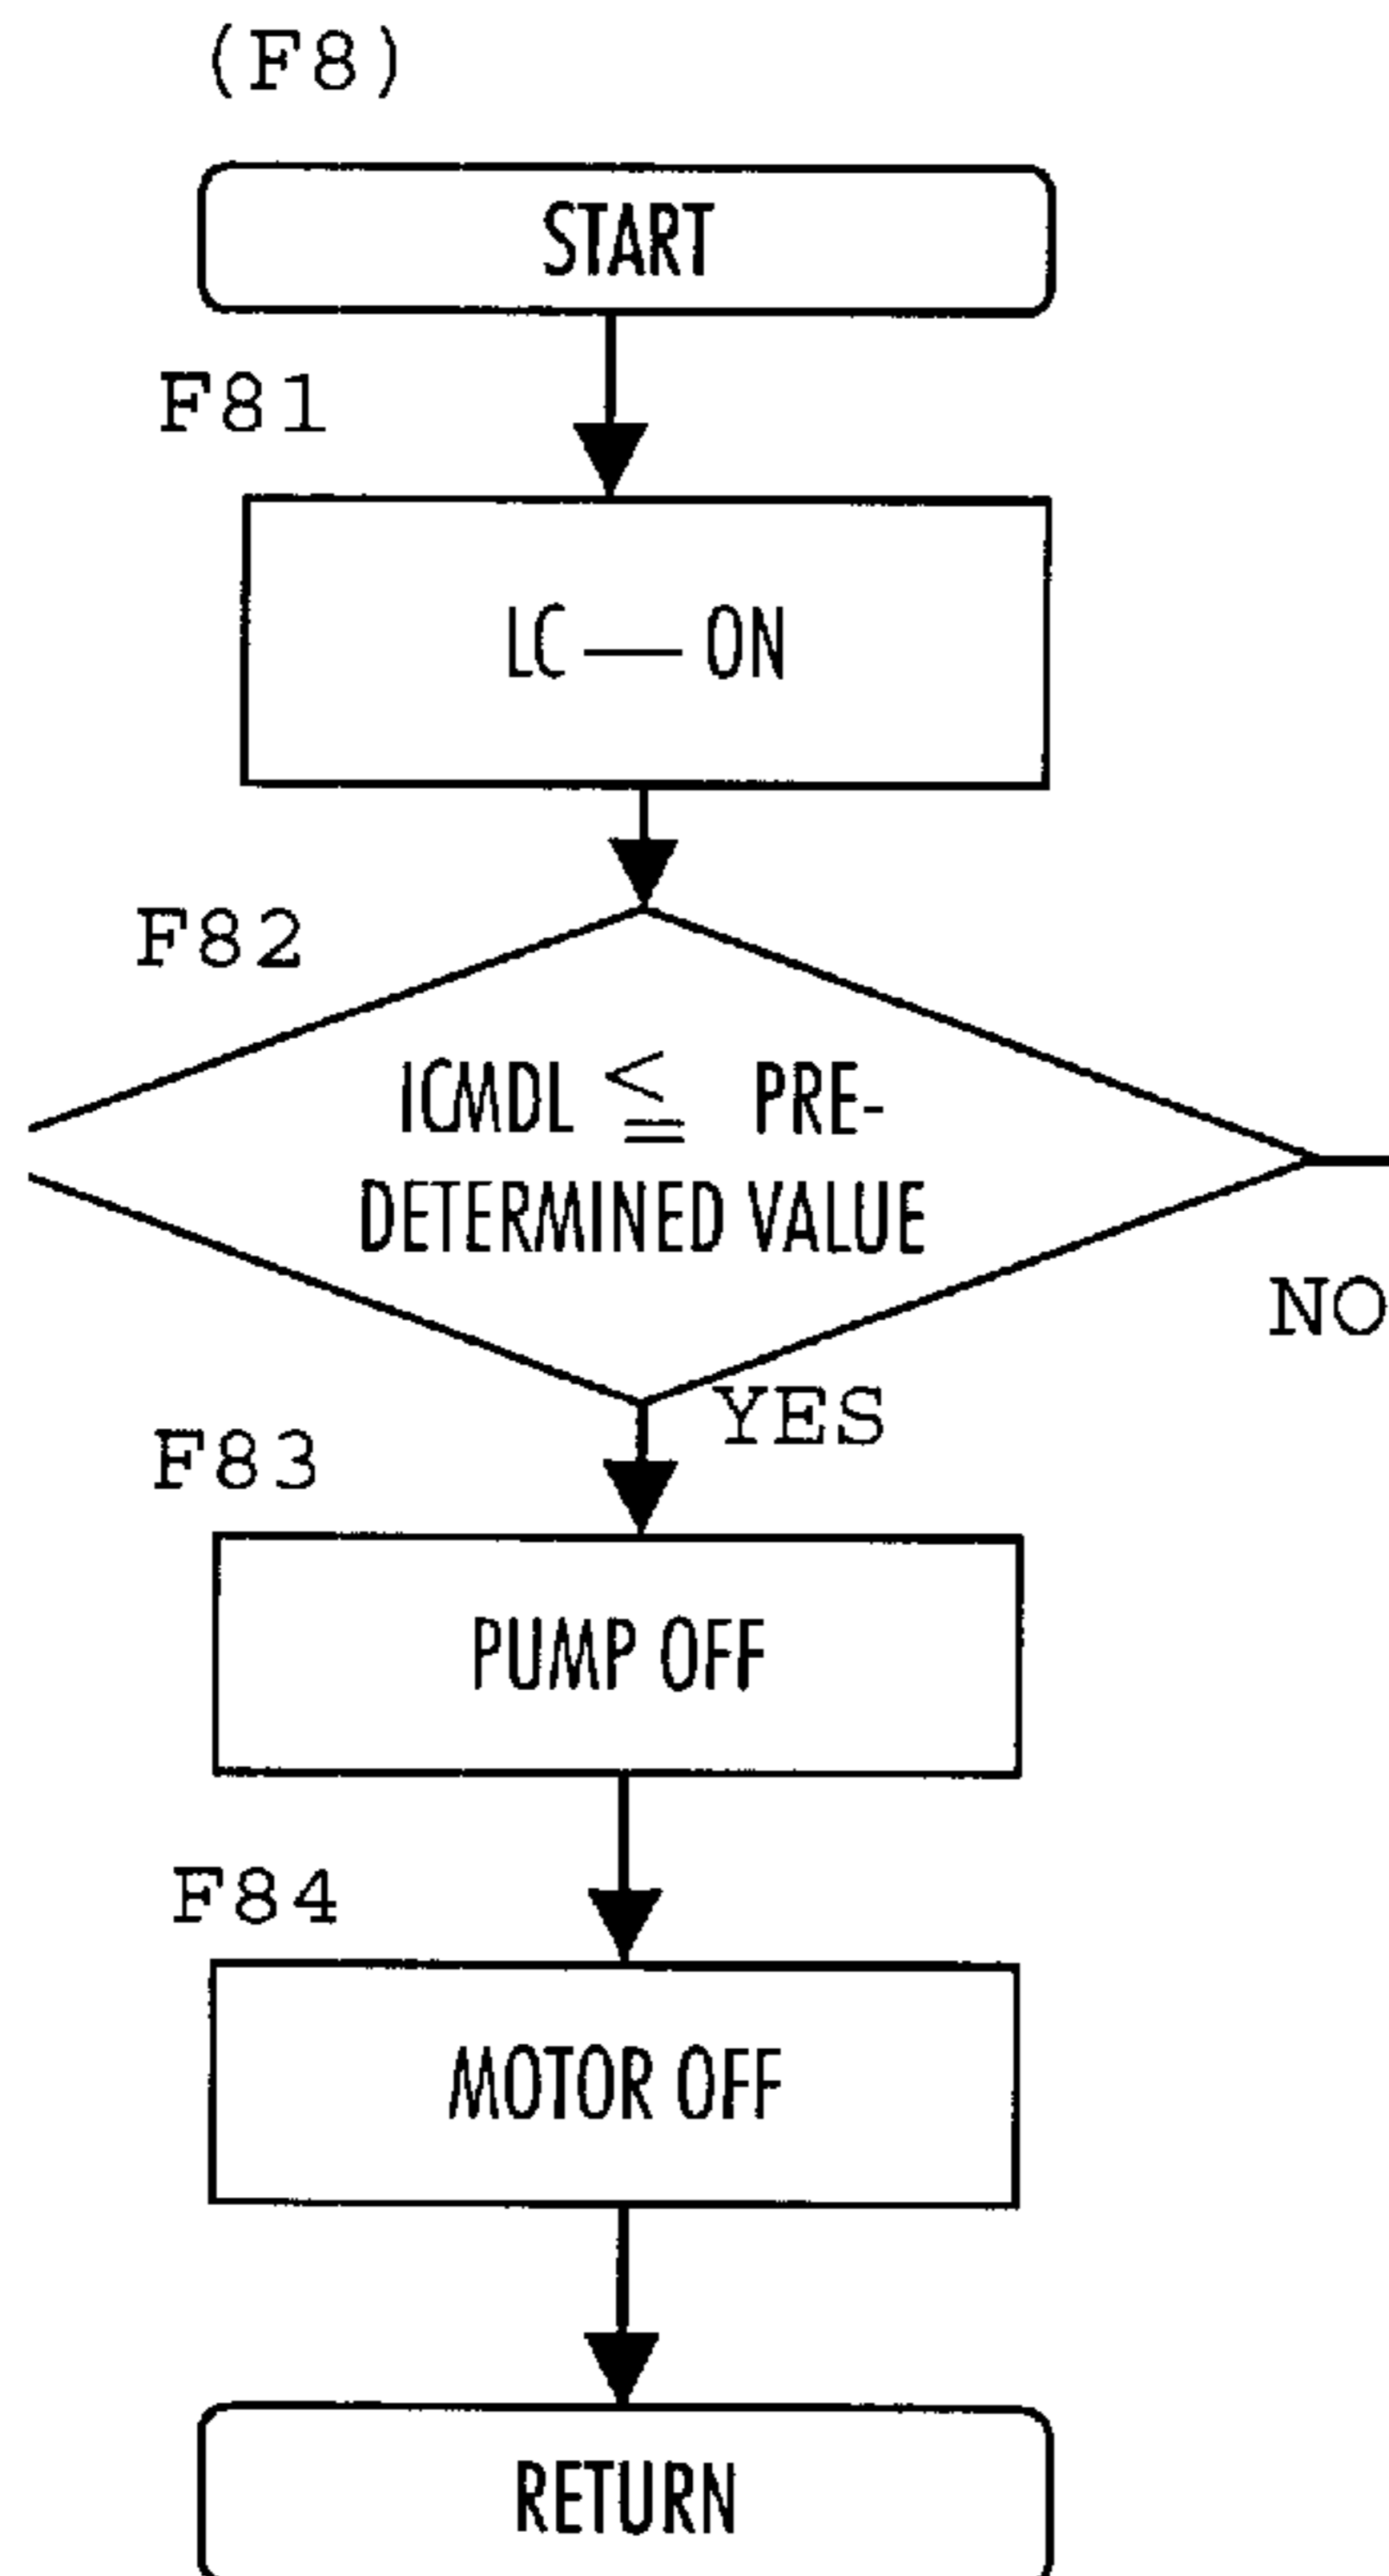 (F8)
START
F81
LC — ON
F82
ICMDL ≦ PRE-
DETERMINED VALUE
NO
YES
F83
PUMP OFF
F84
MOTOR OFF
RETURN